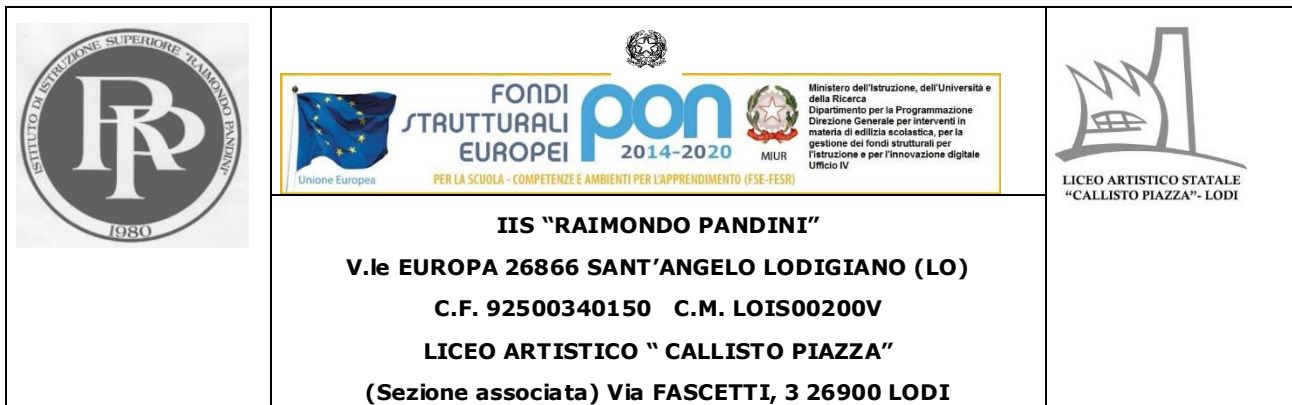 ISTITUTO DI ISTRUZIONE SUPERIORE "RAIMONDO PANDINI"
RP
1980
Unione Europea
FONDI
STRUTTURALI
EUROPEI
pon
2014-2020
MIUR
Ministero dell'Istruzione, dell'Università e
della Ricerca
Dipartimento per la Programmazione
Direzione Generale per interventi in
materia di edilizia scolastica, per la
gestione dei fondi strutturali per
l'istruzione e per l'innovazione digitale
Ufficio IV
PER LA SCUOLA - COMPETENZE E AMBIENTI PER L'APPRENDIMENTO (FSE-FESR)
LICEO ARTISTICO STATALE
"CALLISTO PIAZZA"- LODI
IIS “RAIMONDO PANDINI”
V.le EUROPA 26866 SANT’ANGELO LODIGIANO (LO)
C.F. 92500340150 C.M. LOIS00200V
LICEO ARTISTICO “ CALLISTO PIAZZA”
(Sezione associata) Via FASCETTI, 3 26900 LODI